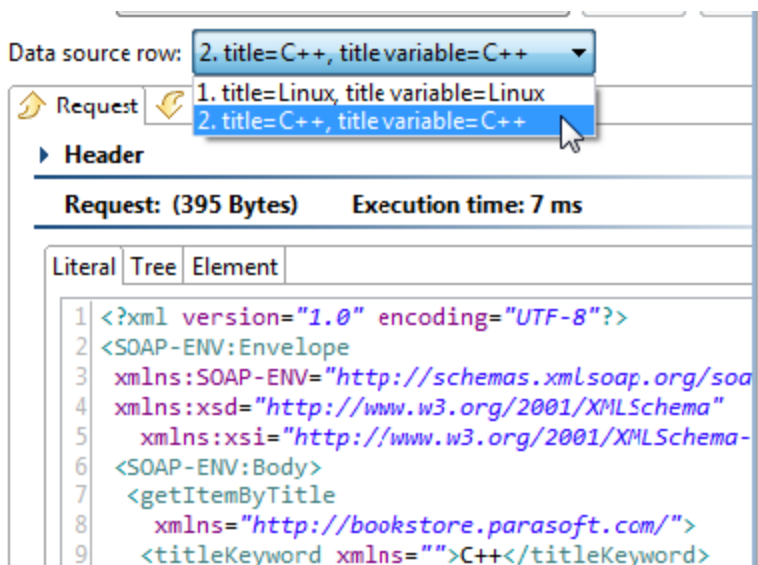 Data source row: 2. title=C++, title variable=C++
1. title=Linux, title variable=Linux
2. title=C++, title variable=C++
Request
Header
Request: (395 Bytes) Execution time: 7 ms
Literal Tree Element
1 <?xml version="1.0" encoding="UTF-8"?>
2 <SOAP-ENV:Envelope
3 xmlns:SOAP-ENV="http://schemas.xmlsoap.org/soa
4 xmlns:xsd="http://www.w3.org/2001/XMLSchema"
5 xmlns:xsi="http://www.w3.org/2001/XMLSchema-
6 <SOAP-ENV:Body>
7 <getItemByTitle
8 xmlns="http://bookstore.parasoft.com/">
9 <titleKeyword xmlns="">C++</titleKeyword>